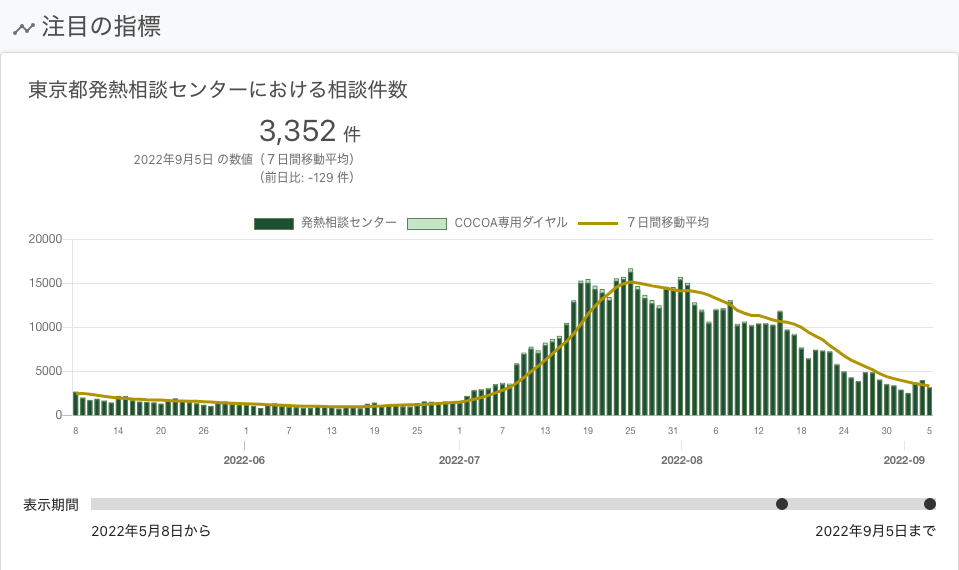 注目の指標
東京都発熱相談センターにおける相談件数
3,352 件
2022年9月5日 の数値（７日間移動平均）
（前日比: -129 件）
発熱相談センター COCOA専用ダイヤル ７日間移動平均
20000
15000
10000
5000
0
8 14 20 26 1 7 13 19 25 1 7 13 19 25 31 6 12 18 24 30 5
2022-06 2022-07 2022-08 2022-09
表示期間
2022年5月8日から 2022年9月5日まで